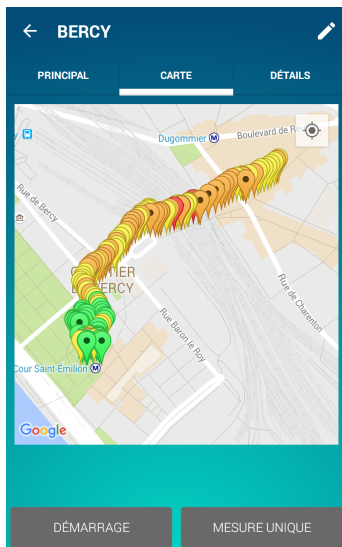 BERCY
PRINCIPAL CARTE DÉTAILS
Dugommier M Boulevard de
Rue de Bercy
BERCY
Rue de Charenton
Rue Baron le Roy
Cour Saint-Émilion M
Google
DÉMARRAGE MESURE UNIQUE